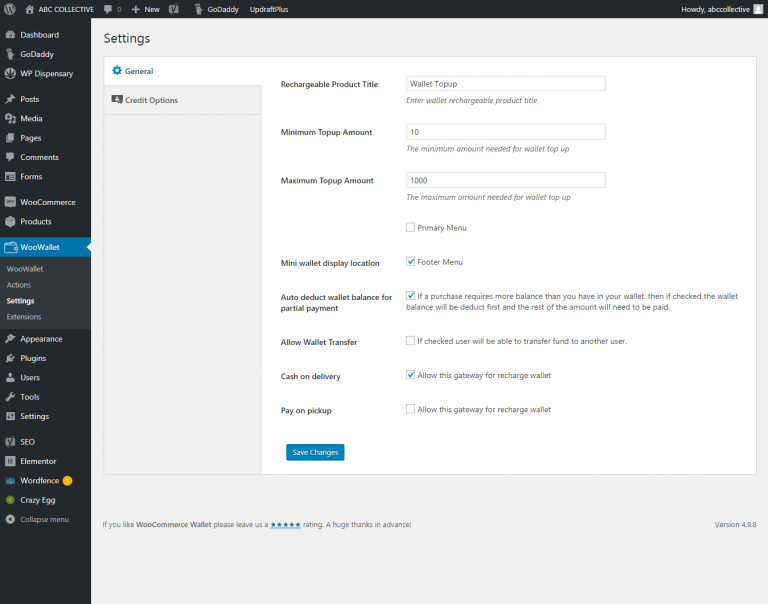 ABC COLLECTIVE 0 New GoDaddy UpdraftPlus Howdy, abccollective
Dashboard
GoDaddy
WP Dispensary
Posts
Media
Pages
Comments
Forms
WooCommerce
Products
WooWallet
WooWallet
Actions
Settings
Extensions
Appearance
Plugins
Users
Tools
Settings
SEO
Elementor
Wordfence 1
Crazy Egg
Collapse menu
Settings
General
Credit Options
Rechargeable Product Title Wallet Topup
Enter wallet rechargeable product title
Minimum Topup Amount 10
The minimum amount needed for wallet top up
Maximum Topup Amount 1000
The maximum amount needed for wallet top up
Primary Menu
Mini wallet display location Footer Menu
Auto deduct wallet balance for
partial payment
If a purchase requires more balance than you have in your wallet, then if checked the wallet
balance will be deduct first and the rest of the amount will need to be paid.
Allow Wallet Transfer If checked user will be able to transfer fund to another user.
Cash on delivery Allow this gateway for recharge wallet
Pay on pickup Allow this gateway for recharge wallet
Save Changes
If you like WooCommerce Wallet please leave us a ★★★★★ rating. A huge thanks in advance! Version 4.9.8